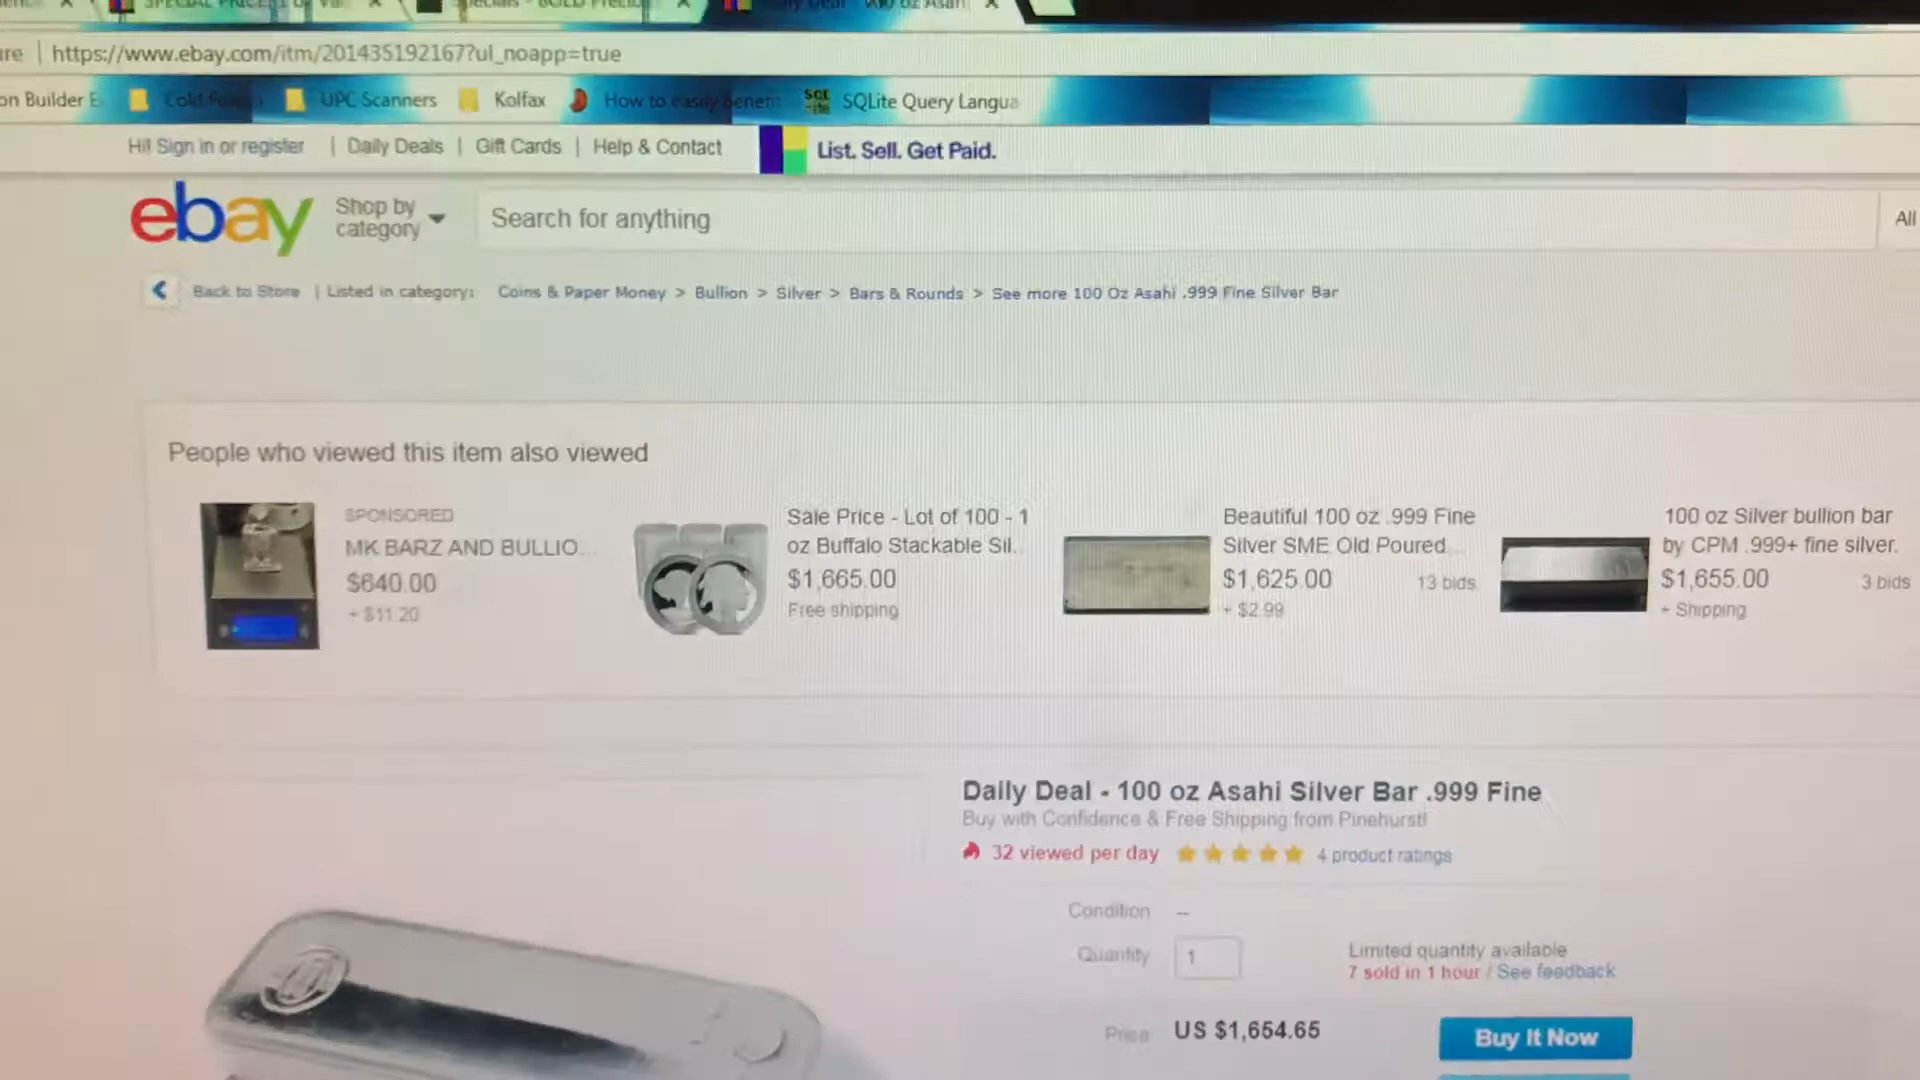 https://www.ebay.com/itm/201435192167?ul_noapp=true
on Builder E
UPC Scanners
Kolfax
How to easily benefit
SQLite Query Langua
Hi! Sign in or register | Daily Deals | Gift Cards | Help & Contact
List. Sell. Get Paid.
ebay
Shop by
category
Search for anything
All
Back to Store | Listed in category: Coins & Paper Money > Bullion > Silver > Bars & Rounds > See more 100 Oz Asahi .999 Fine Silver Bar
People who viewed this item also viewed
SPONSORED
MK BARZ AND BULLIO...
$640.00
+ $11.20
Sale Price - Lot of 100 - 1
oz Buffalo Stackable Sil...
$1,665.00
Free shipping
Beautiful 100 oz .999 Fine
Silver SME Old Poured...
$1,625.00 13 bids
+ $2.99
100 oz Silver bullion bar
by CPM .999+ fine silver.
$1,655.00 3 bids
+ Shipping
Daily Deal - 100 oz Asahi Silver Bar .999 Fine
Buy with Confidence & Free Shipping from Pinehurst!
32 viewed per day 4 product ratings
Condition --
Quantity 1
Limited quantity available
7 sold in 1 hour / See feedback
Price US $1,654.65
Buy It Now